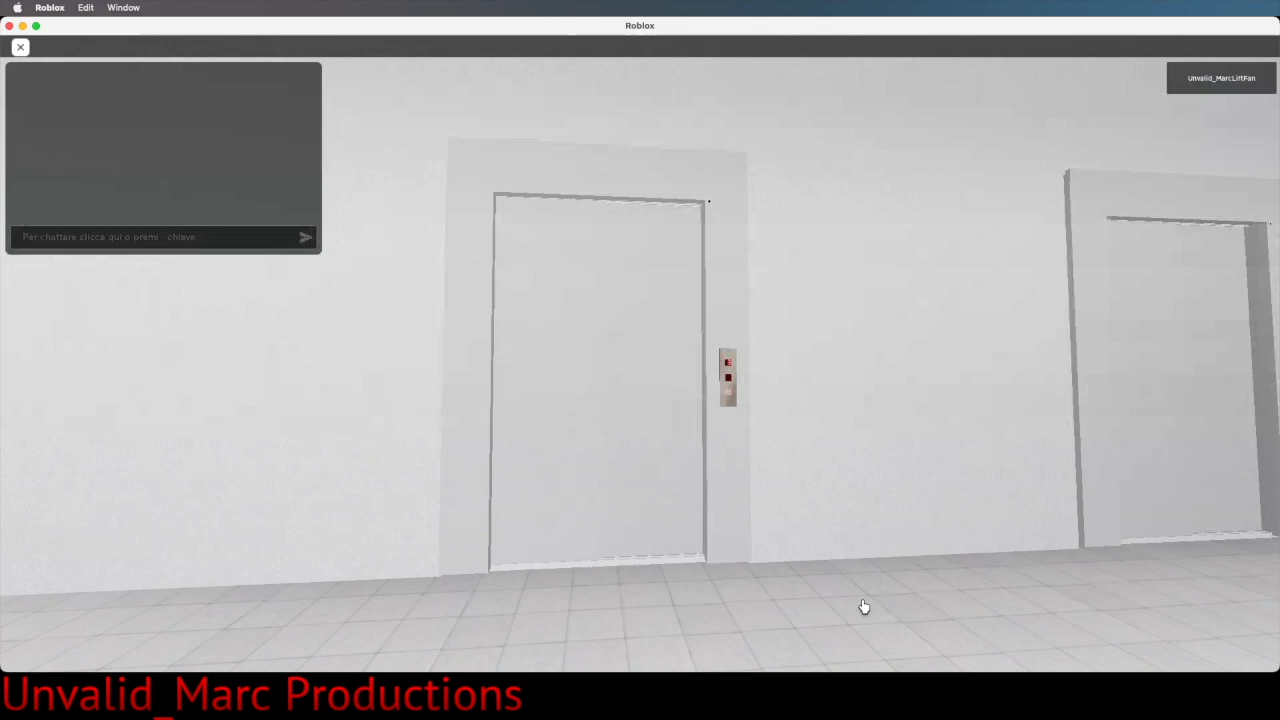 Roblox Edit Window
Roblox
Unvalid_MarcLiftFan
Per chattare clicca qui o premi - chiave
Unvalid_Marc Productions